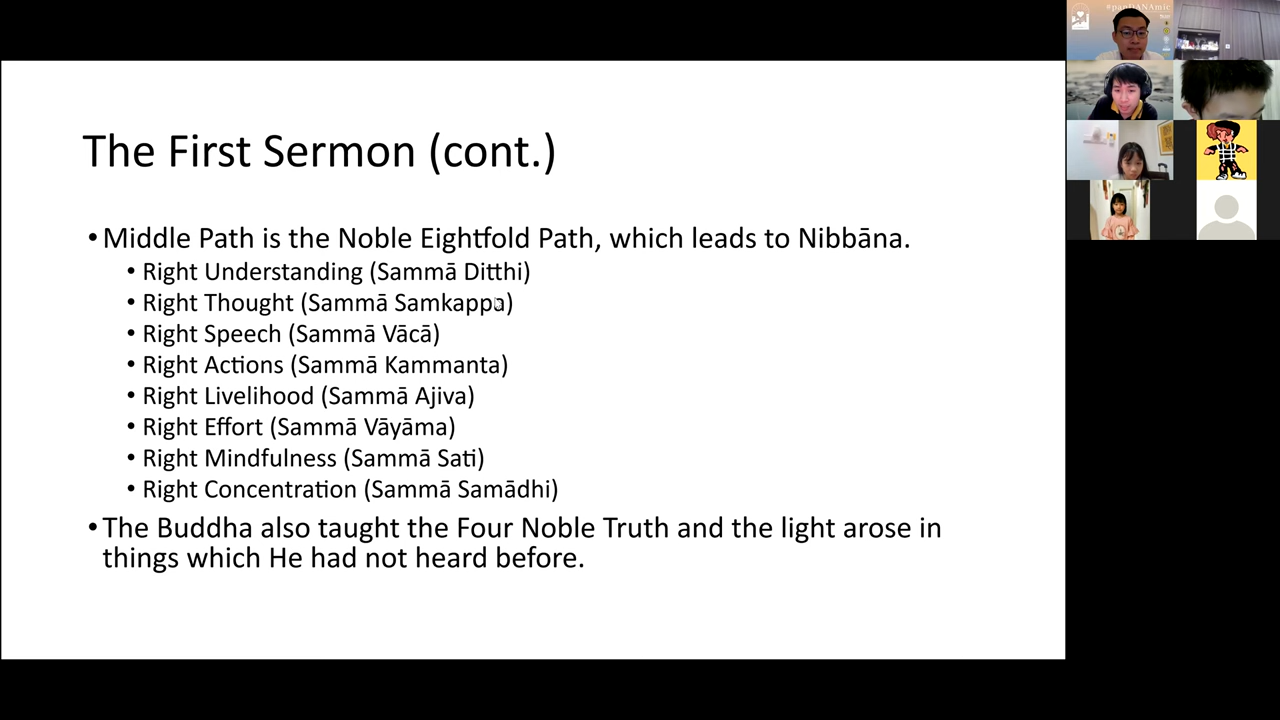 The First Sermon (cont.)
• Middle Path is the Noble Eightfold Path, which leads to Nibbāna.
• Right Understanding (Sammā Ditthi)
• Right Thought (Sammā Samkappa)
• Right Speech (Sammā Vācā)
• Right Actions (Sammā Kammanta)
• Right Livelihood (Sammā Ajiva)
• Right Effort (Sammā Vāyāma)
• Right Mindfulness (Sammā Sati)
• Right Concentration (Sammā Samādhi)
• The Buddha also taught the Four Noble Truth and the light arose in
things which He had not heard before.
#panDANAmic